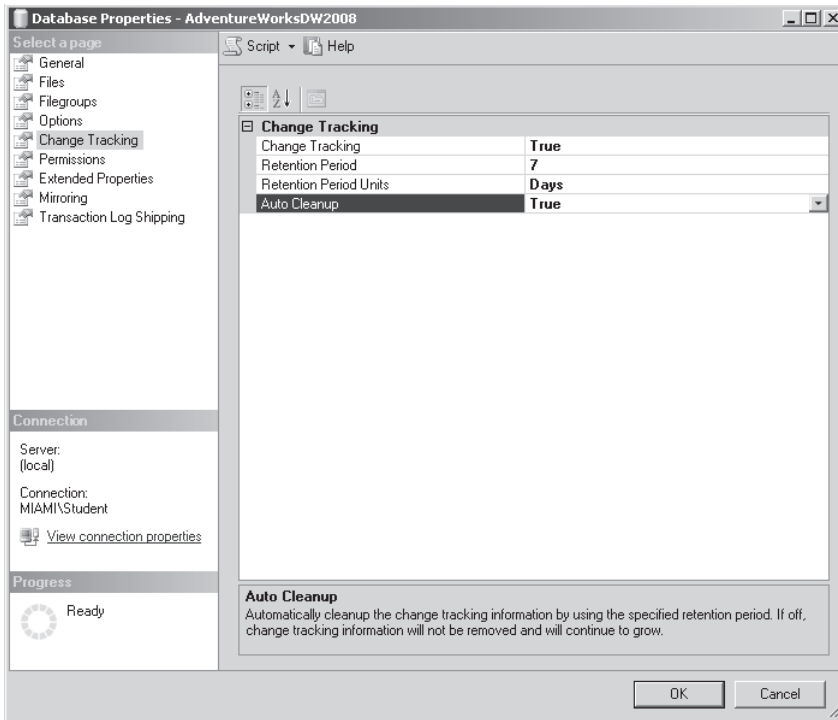 Database Properties - AdventureWorksDW2008
Select a page
General
Files
Filegroups
Options
Change Tracking
Permissions
Extended Properties
Mirroring
Transaction Log Shipping
Connection
Server:
(local)
Connection:
MIAMI\Student
View connection properties
Progress
Ready
Script Help
Change Tracking
Change Tracking True
Retention Period 7
Retention Period Units Days
Auto Cleanup True
Auto Cleanup
Automatically cleanup the change tracking information by using the specified retention period. If off,
change tracking information will not be removed and will continue to grow.
OK Cancel